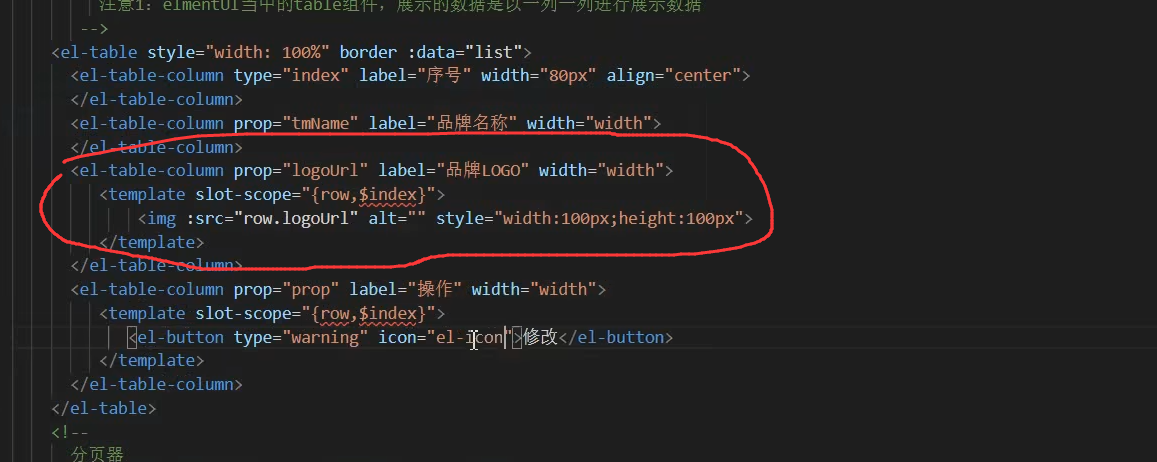 注意1：elmentUI当中的table组件，展示的数据是以一列一列进行展示数据
-->
<el-table style="width: 100%" border :data="list">
<el-table-column type="index" label="序号" width="80px" align="center">
</el-table-column>
<el-table-column prop="tmName" label="品牌名称" width="width">
</el-table-column>
<el-table-column prop="logoUrl" label="品牌LOGO" width="width">
<template slot-scope="{row,$index}">
<img :src="row.logoUrl" alt="" style="width:100px;height:100px">
</template>
</el-table-column>
<el-table-column prop="prop" label="操作" width="width">
<template slot-scope="{row,$index}">
<el-button type="warning" icon="el-icon">修改</el-button>
</template>
</el-table-column>
</el-table>
<!--
分页器